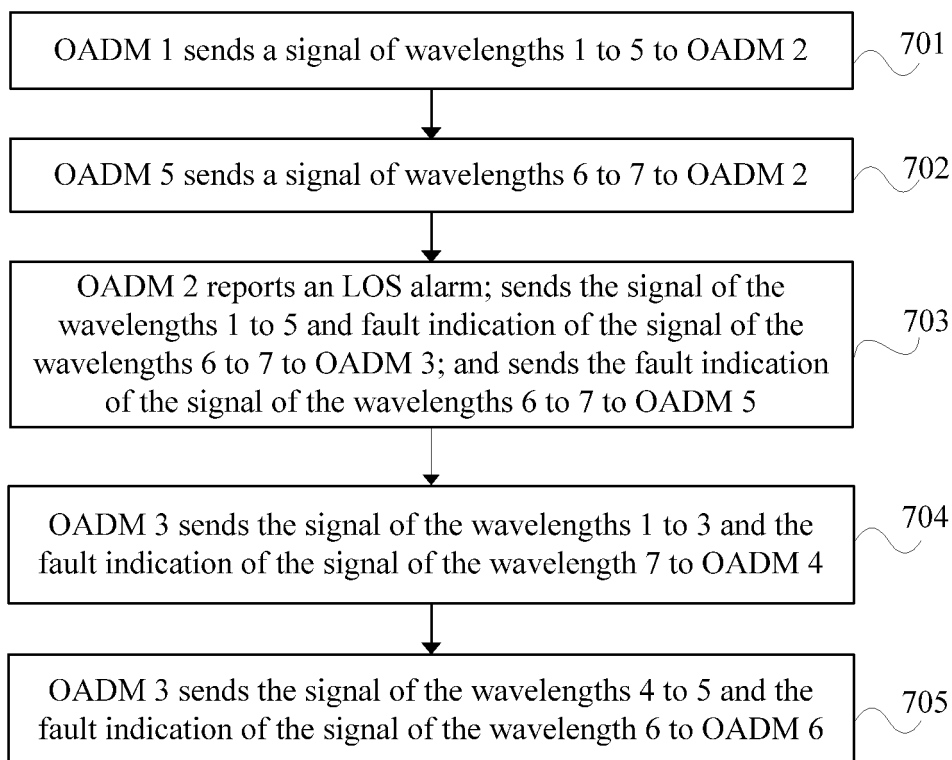 OADM 1 sends a signal of wavelengths 1 to 5 to OADM 2
701
OADM 5 sends a signal of wavelengths 6 to 7 to OADM 2
702
OADM 2 reports an LOS alarm; sends the signal of the
wavelengths 1 to 5 and fault indication of the signal of the
wavelengths 6 to 7 to OADM 3; and sends the fault indication
of the signal of the wavelengths 6 to 7 to OADM 5
703
OADM 3 sends the signal of the wavelengths 1 to 3 and the
fault indication of the signal of the wavelength 7 to OADM 4
704
OADM 3 sends the signal of the wavelengths 4 to 5 and the
fault indication of the signal of the wavelength 6 to OADM 6
705